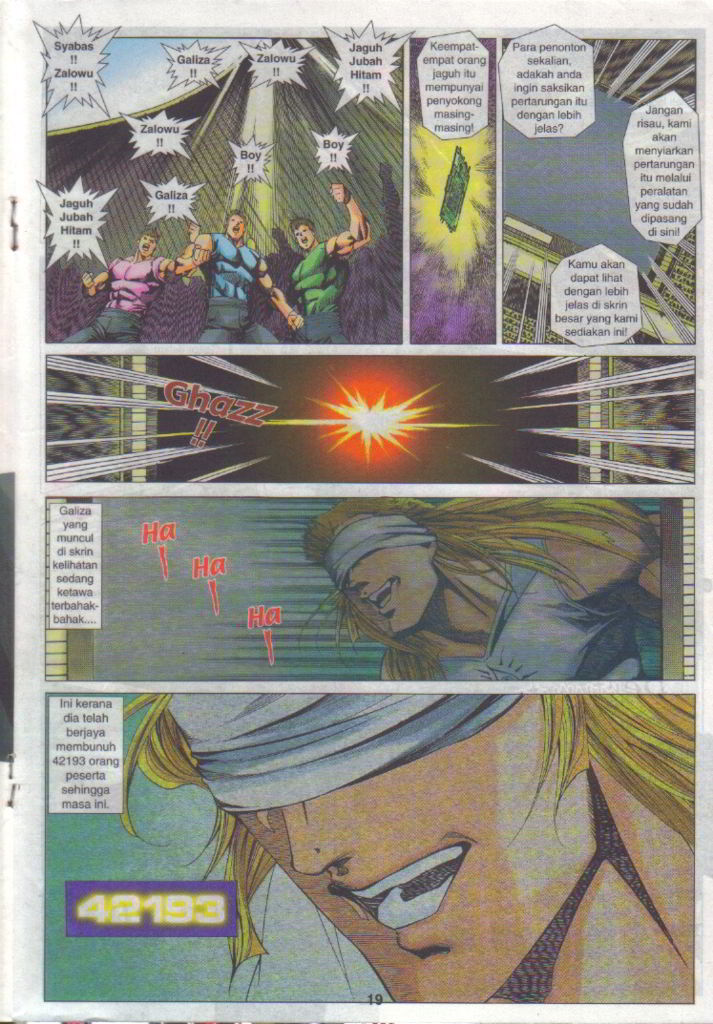 Syabas
!!
Zalowu
!!
Galiza
!!
Zalowu
!!
Jaguh
Jubah
Hitam
!!
Zalowu
!!
Boy
!!
Boy
!!
Jaguh
Jubah
Hitam
!!
Galiza
!!
Keempat-
empat orang
jaguh itu
mempunyai
penyokong
masing-
masing!
Para penonton
sekalian,
adakah anda
ingin saksikan
pertarungan itu
dengan lebih
jelas?
Jangan
risau, kami
akan
menyiarkan
pertarungan
itu melalui
peralatan
yang sudah
dipasang
di sini!
Kamu akan
dapat lihat
dengan lebih
jelas di skrin
besar yang kami
sediakan ini!
Ghazz
!!
Galiza
yang
muncul
di skrin
kelihatan
sedang
ketawa
terbahak-
bahak....
Ha
Ha
Ha
Ini kerana
dia telah
berjaya
membunuh
42193 orang
peserta
sehingga
masa ini.
42193
19